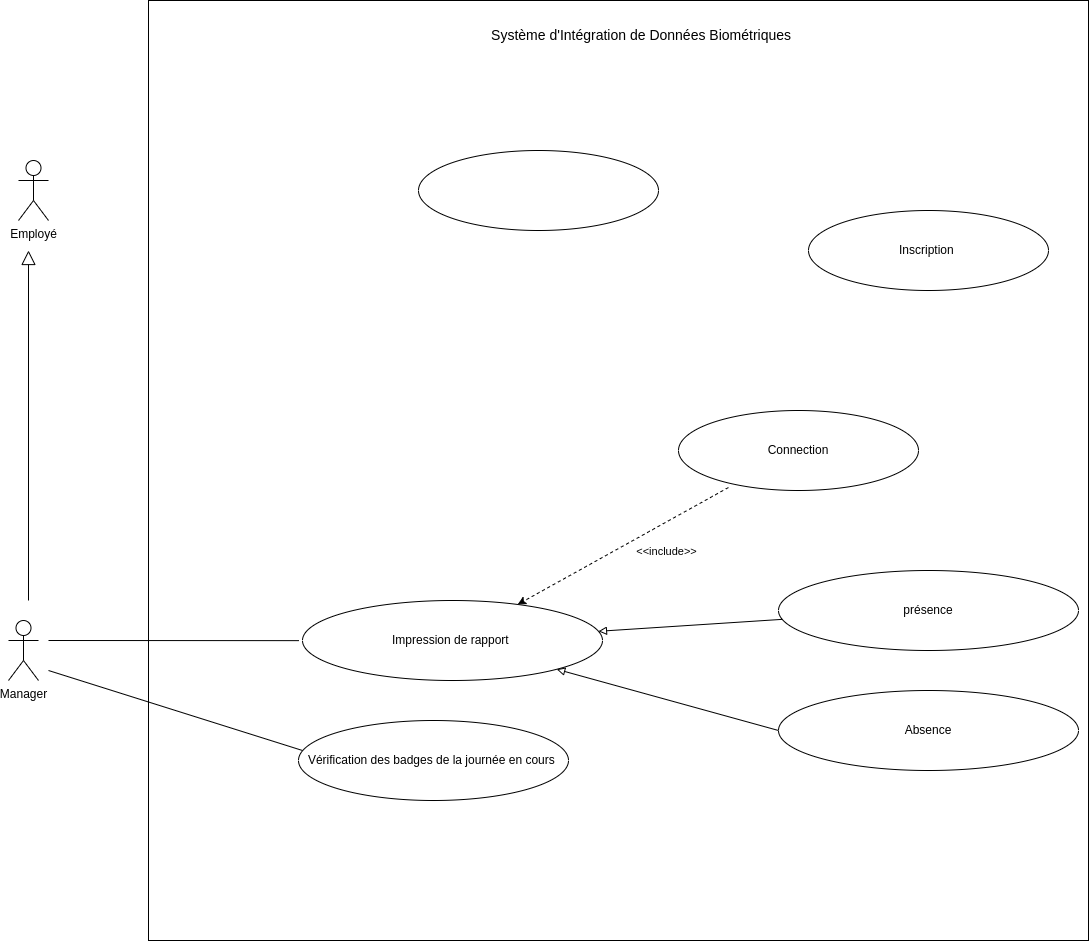 Système d'Intégration de Données Biométriques
Employé
Inscription
Connection
<<include>>
présence
Impression de rapport
Manager
Absence
Vérification des badges de la journée en cours